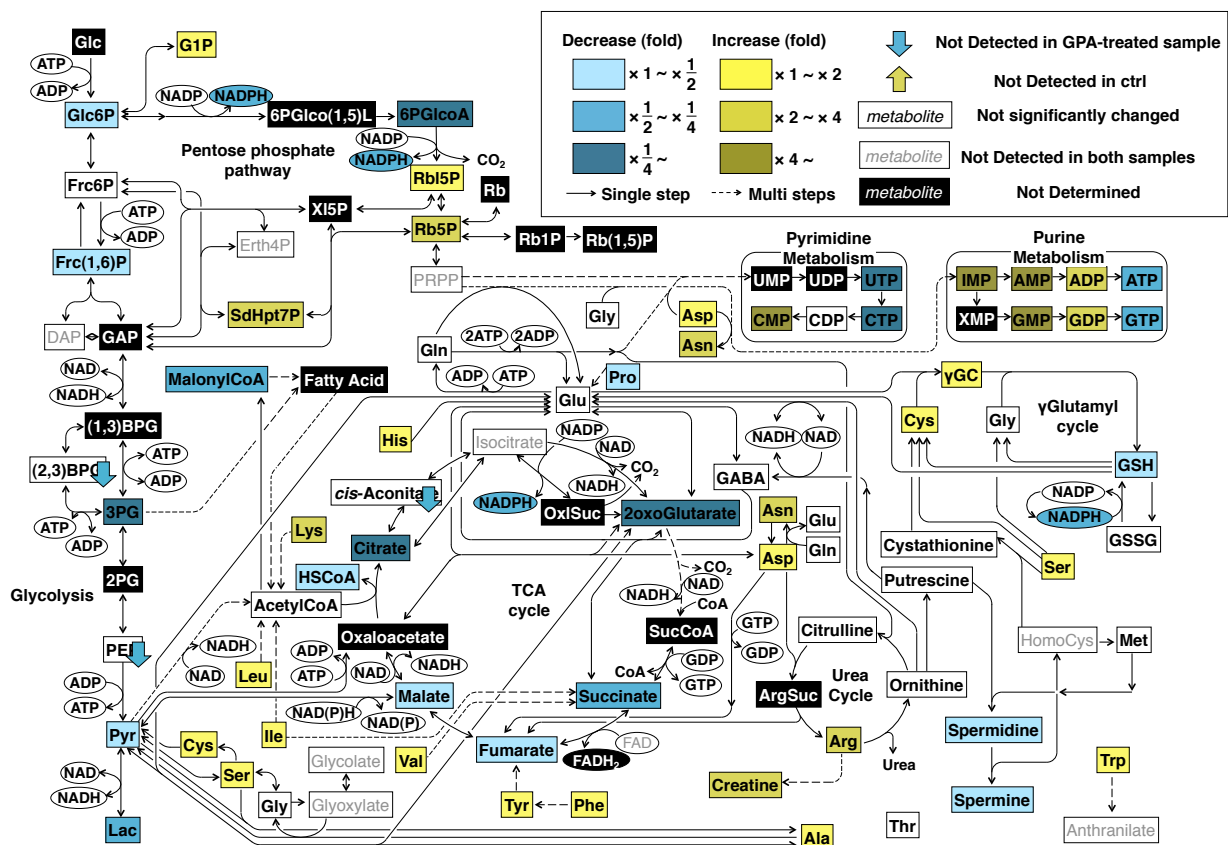 Glc
G1P
ATP
ADP
NADP
NADPH
Glc6P
6PGlco(1,5)L
6PGlcoA
Pentose phosphate
pathway
NADP
NADPH
CO2
Rbl5P
Rb
Frc6P
ATP
ADP
Xl5P
Erth4P
Rb5P
Rb1P
Rb(1,5)P
Frc(1,6)P
PRPP
SdHpt7P
DAP
GAP
Decrease (fold)
Increase (fold)
× 1 ~ × 1/2
× 1/2 ~ × 1/4
× 1/4 ~
× 1 ~ × 2
× 2 ~ × 4
× 4 ~
Not Detected in GPA-treated sample
Not Detected in ctrl
metabolite
Not significantly changed
metabolite
Not Detected in both samples
metabolite
Not Determined
Single step
Multi steps
Pyrimidine
Metabolism
UMP
UDP
UTP
CMP
CDP
CTP
Purine
Metabolism
IMP
AMP
ADP
ATP
XMP
GMP
GDP
GTP
Gly
Asp
Asn
Gln
2ATP
2ADP
ADP
ATP
Pro
Glu
NAD
NADH
MalonylCoA
Fatty Acid
γGC
Cys
Gly
γGlutamyl
cycle
GSH
NADP
NADPH
GSSG
(1,3)BPG
His
Isocitrate
NADP
NAD
CO2
NADH
NADPH
NADH
NAD
GABA
(2,3)BPG
ATP
ADP
cis-Aconitate
OxlSuc
2oxoGlutarate
Asn
Glu
Gln
Asp
3PG
ATP
ADP
Lys
Citrate
Cystathionine
Ser
2PG
Glycolysis
HSCoA
AcetylCoA
TCA
cycle
CO2
NAD
NADH
CoA
Putrescine
HomoCys
Met
Oxaloacetate
SucCoA
GTP
GDP
Citrulline
PEP
NADH
NAD
ADP
ATP
NAD
NADH
Leu
CoA
GDP
GTP
ArgSuc
Urea
Cycle
Ornithine
ADP
ATP
Malate
Succinate
NAD(P)H
NAD(P)
Pyr
Cys
Ile
Val
Fumarate
FAD
FADH2
Arg
Urea
Spermidine
Ser
Glycolate
Trp
NAD
NADH
Gly
Glyoxylate
Tyr
Phe
Creatine
Spermine
Lac
Ala
Thr
Anthranilate